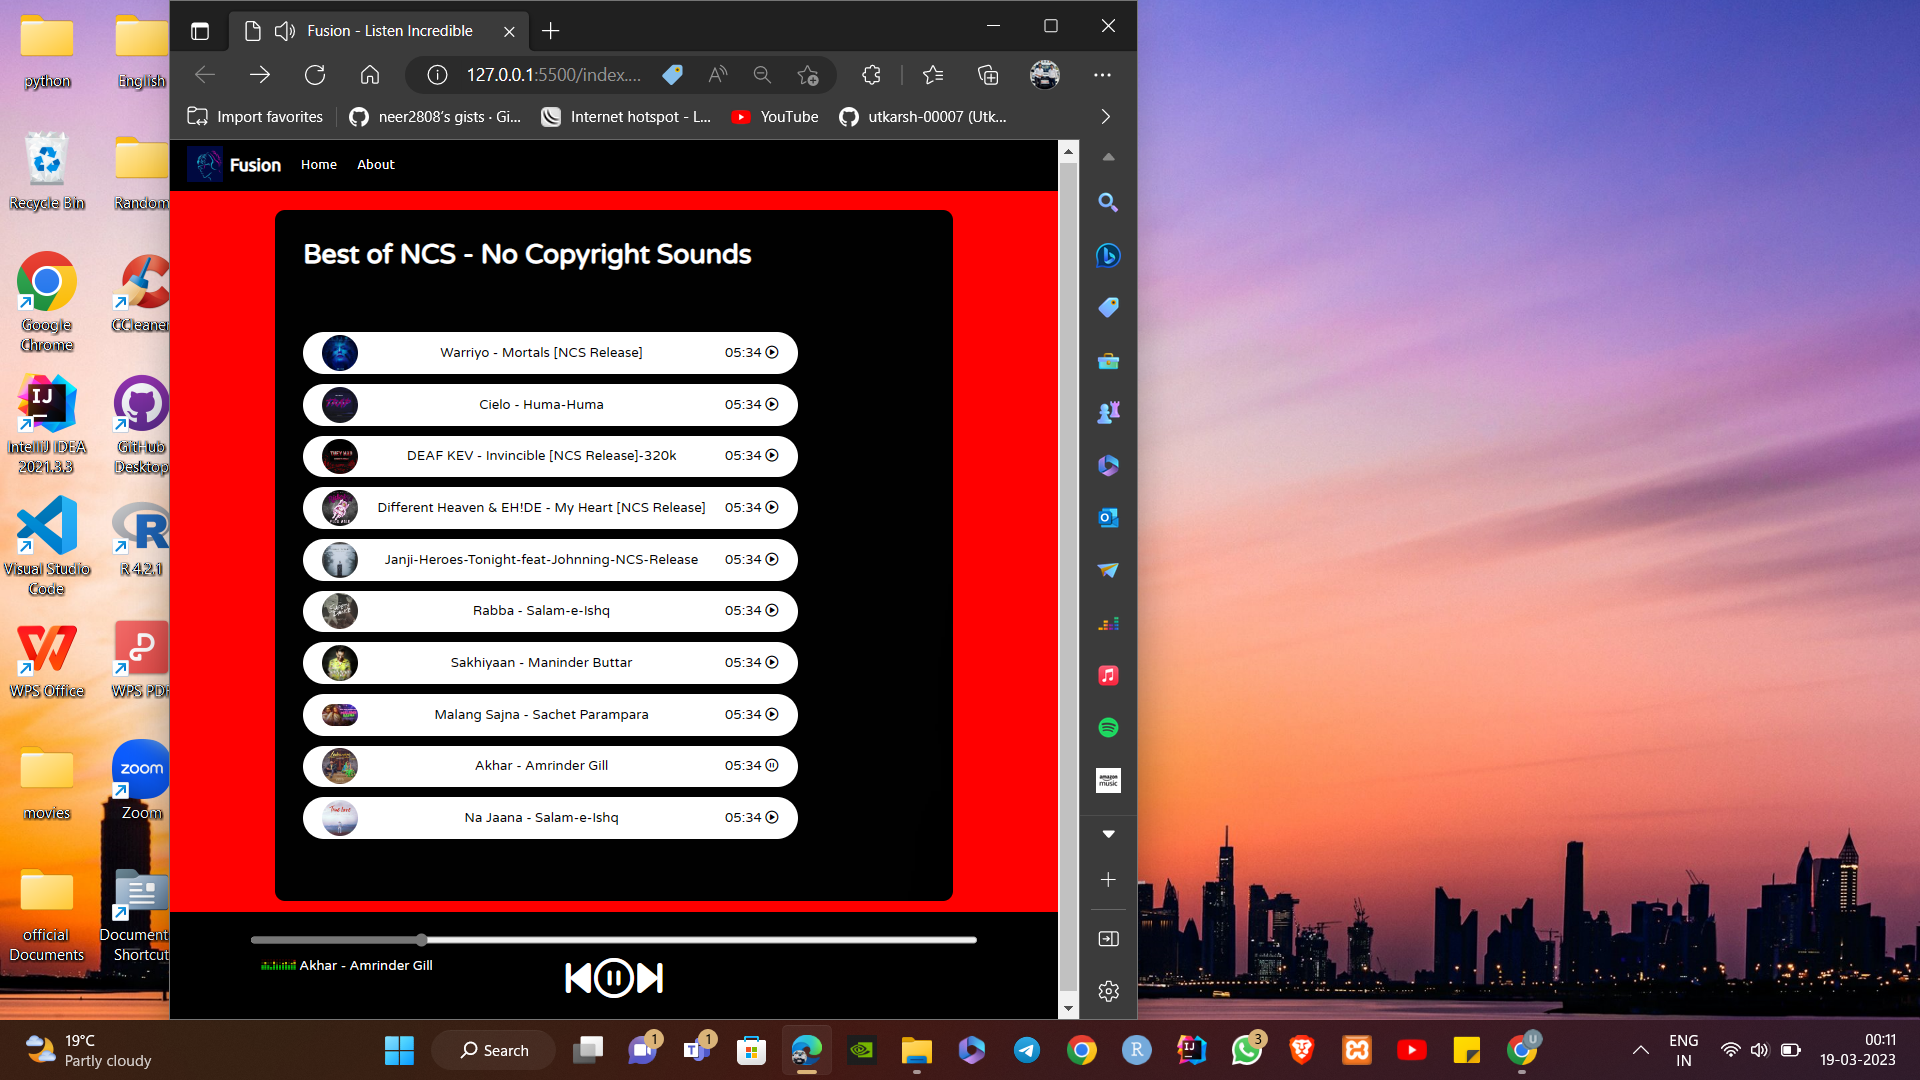 python
English
Recycle Bin
Random
Google
Chrome
CCleaner
IntelliJ IDEA
2021.3.3
GitHub
Desktop
Visual Studio
Code
R 4.2.1
WPS Office
WPS PDF
movies
zoom
Zoom
official
Documents
Document
Shortcut
Fusion - Listen Incredible
127.0.0.1:5500/index....
Import favorites
neer2808's gists · Gi...
Internet hotspot - L...
YouTube
utkarsh-00007 (Utk...
Fusion
Home
About
Best of NCS - No Copyright Sounds
Warriyo - Mortals [NCS Release] 05:34
Cielo - Huma-Huma 05:34
DEAF KEV - Invincible [NCS Release]-320k 05:34
Different Heaven & EH!DE - My Heart [NCS Release] 05:34
Janji-Heroes-Tonight-feat-Johnning-NCS-Release 05:34
Rabba - Salam-e-Ishq 05:34
Sakhiyaan - Maninder Buttar 05:34
Malang Sajna - Sachet Parampara 05:34
Akhar - Amrinder Gill 05:34
Na Jaana - Salam-e-Ishq 05:34
Akhar - Amrinder Gill
amazon
music
19°C
Partly cloudy
Search
1
1
3
U
ENG
IN
00:11
19-03-2023